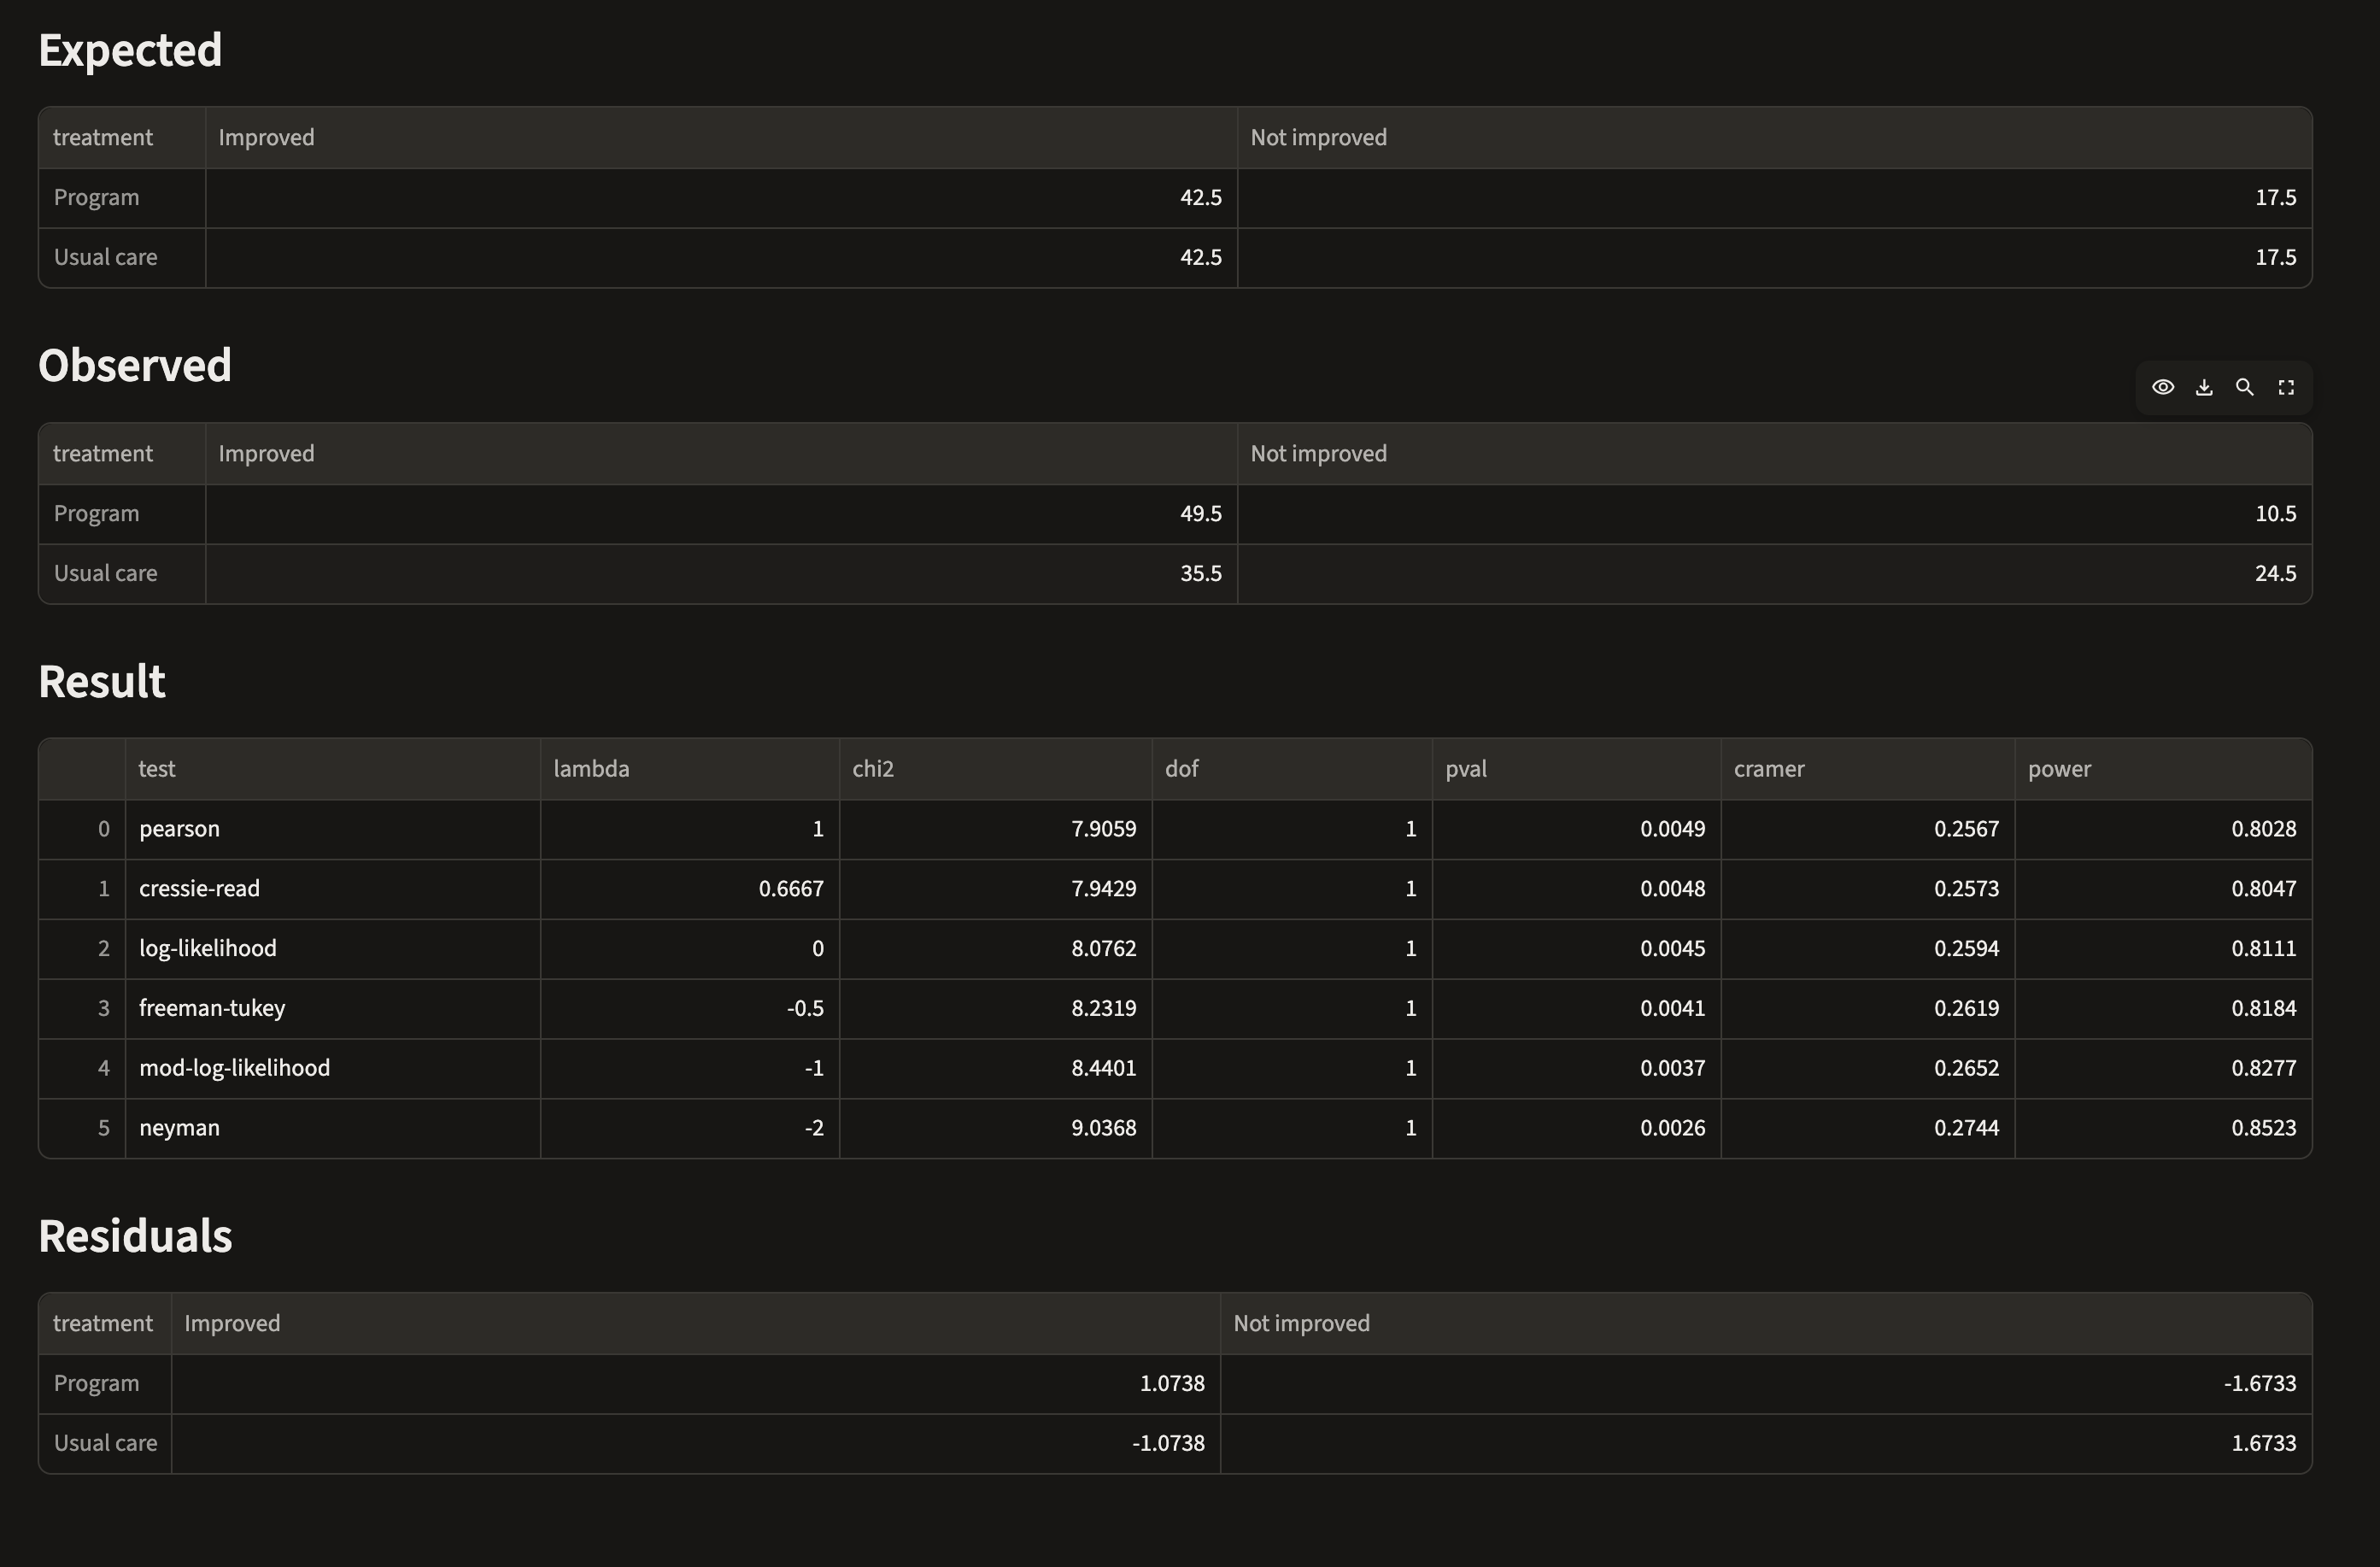 Expected
treatment Improved Not improved
Program 42.5 17.5
Usual care 42.5 17.5
Observed
treatment Improved Not improved
Program 49.5 10.5
Usual care 35.5 24.5
Result
test lambda chi2 dof pval cramer power
0 pearson 1 7.9059 1 0.0049 0.2567 0.8028
1 cressie-read 0.6667 7.9429 1 0.0048 0.2573 0.8047
2 log-likelihood 0 8.0762 1 0.0045 0.2594 0.8111
3 freeman-tukey -0.5 8.2319 1 0.0041 0.2619 0.8184
4 mod-log-likelihood -1 8.4401 1 0.0037 0.2652 0.8277
5 neyman -2 9.0368 1 0.0026 0.2744 0.8523
Residuals
treatment Improved Not improved
Program 1.0738 -1.6733
Usual care -1.0738 1.6733